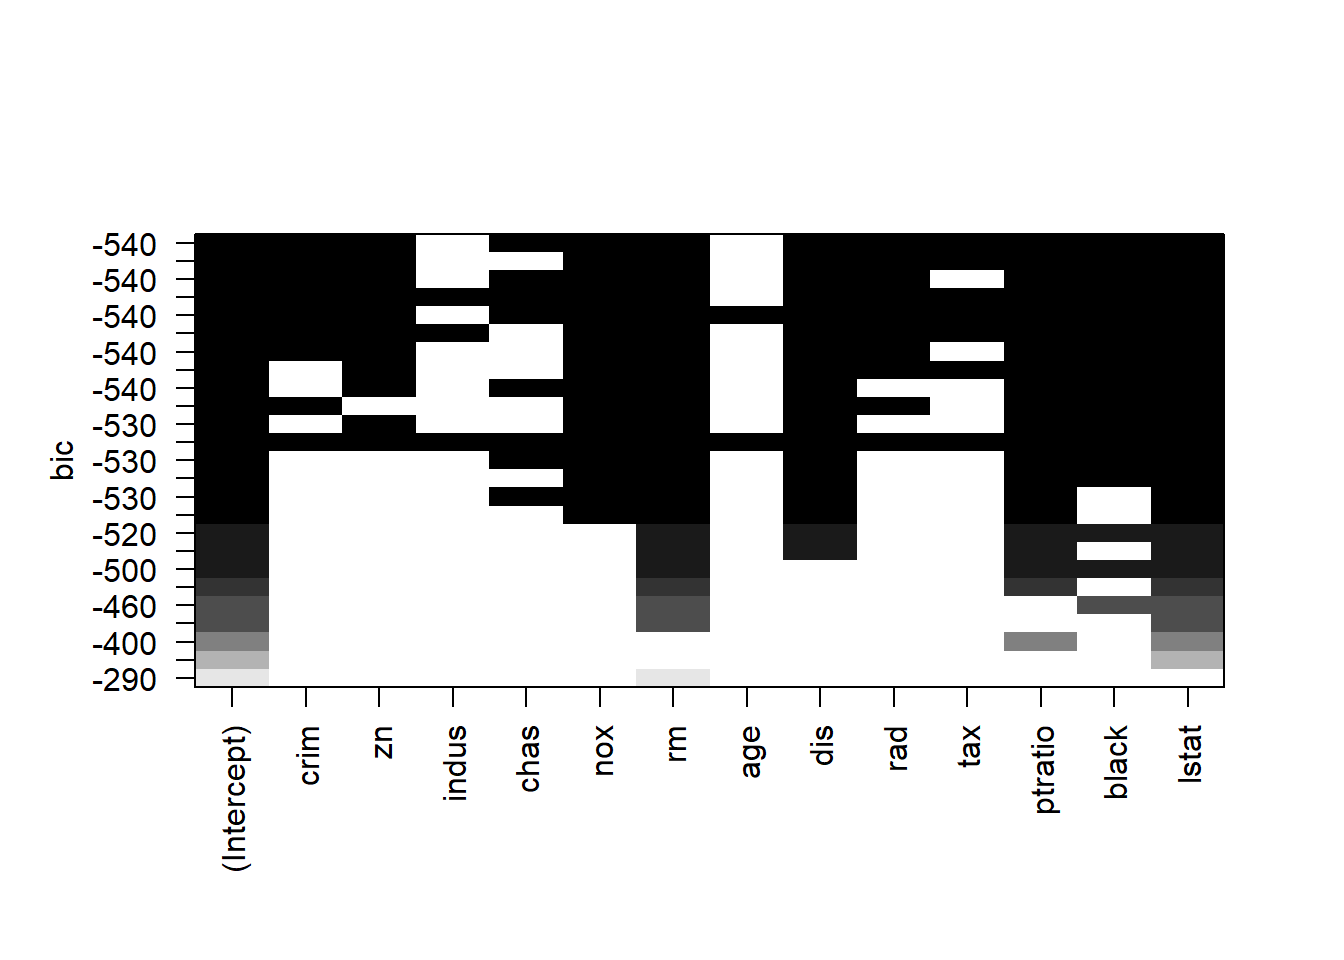 bic
-540
-540
-540
-540
-540
-530
-530
-530
-520
-500
-460
-400
-290
(Intercept)
crim
zn
indus
chas
nox
rm
age
dis
rad
tax
ptratio
black
lstat